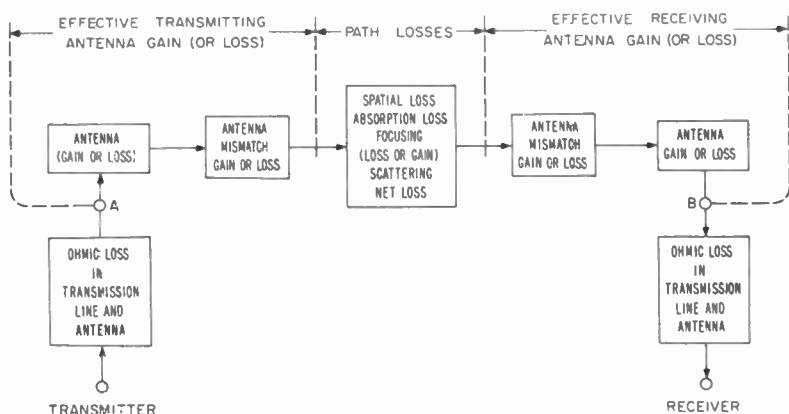 EFFECTIVE TRANSMITTING
ANTENNA GAIN (OR LOSS)
PATH LOSSES
EFFECTIVE RECEIVING
ANTENNA GAIN (OR LOSS)
ANTENNA
(GAIN OR LOSS)
ANTENNA
MISMATCH
GAIN OR LOSS
SPATIAL LOSS
ABSORPTION LOSS
FOCUSING
(LOSS OR GAIN)
SCATTERING
NET LOSS
ANTENNA
MISMATCH
GAIN OR LOSS
ANTENNA
GAIN OR LOSS
A
B
OHMIC LOSS
IN
TRANSMISSION
LINE AND
ANTENNA
OHMIC LOSS
IN
TRANSMISSION
LINE AND
ANTENNA
TRANSMITTER
RECEIVER